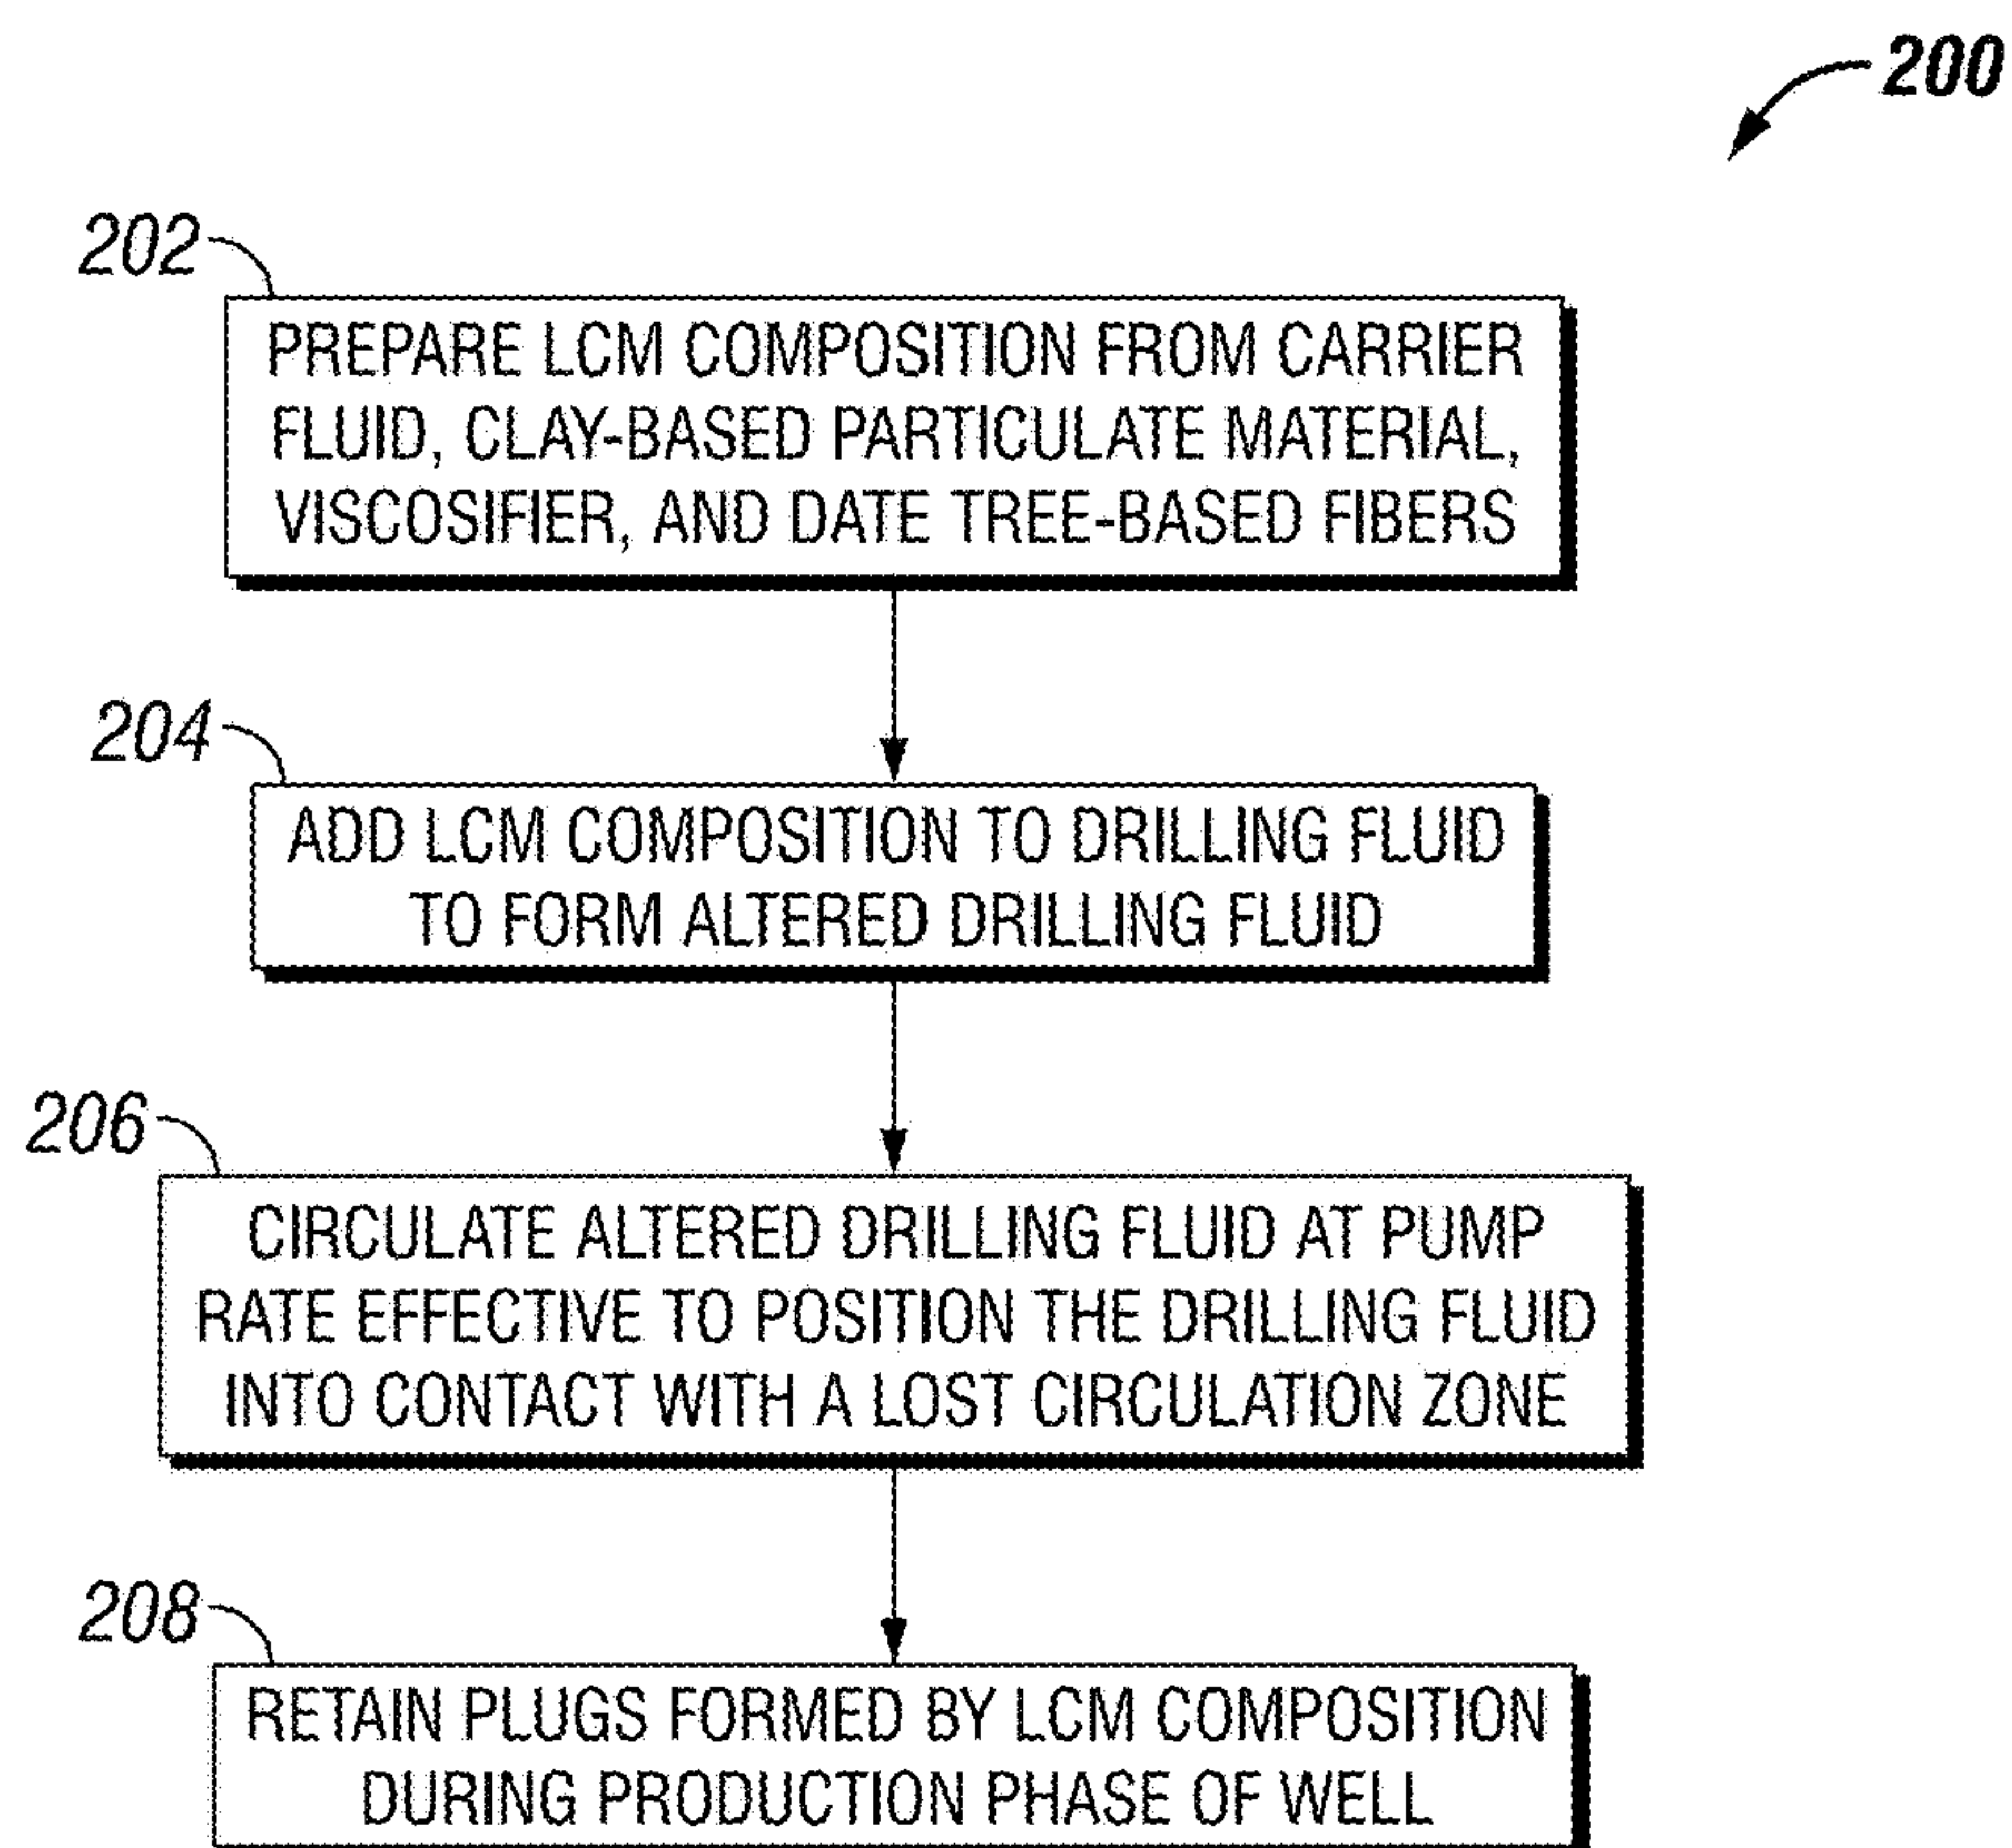 200
202
PREPARE LCM COMPOSITION FROM CARRIER
FLUID, CLAY-BASED PARTICULATE MATERIAL,
VISCOSIFIER, AND DATE TREE-BASED FIBERS
204
ADD LCM COMPOSITION TO DRILLING FLUID
TO FORM ALTERED DRILLING FLUID
206
CIRCULATE ALTERED DRILLING FLUID AT PUMP
RATE EFFECTIVE TO POSITION THE DRILLING FLUID
INTO CONTACT WITH A LOST CIRCULATION ZONE
208
RETAIN PLUGS FORMED BY LCM COMPOSITION
DURING PRODUCTION PHASE OF WELL